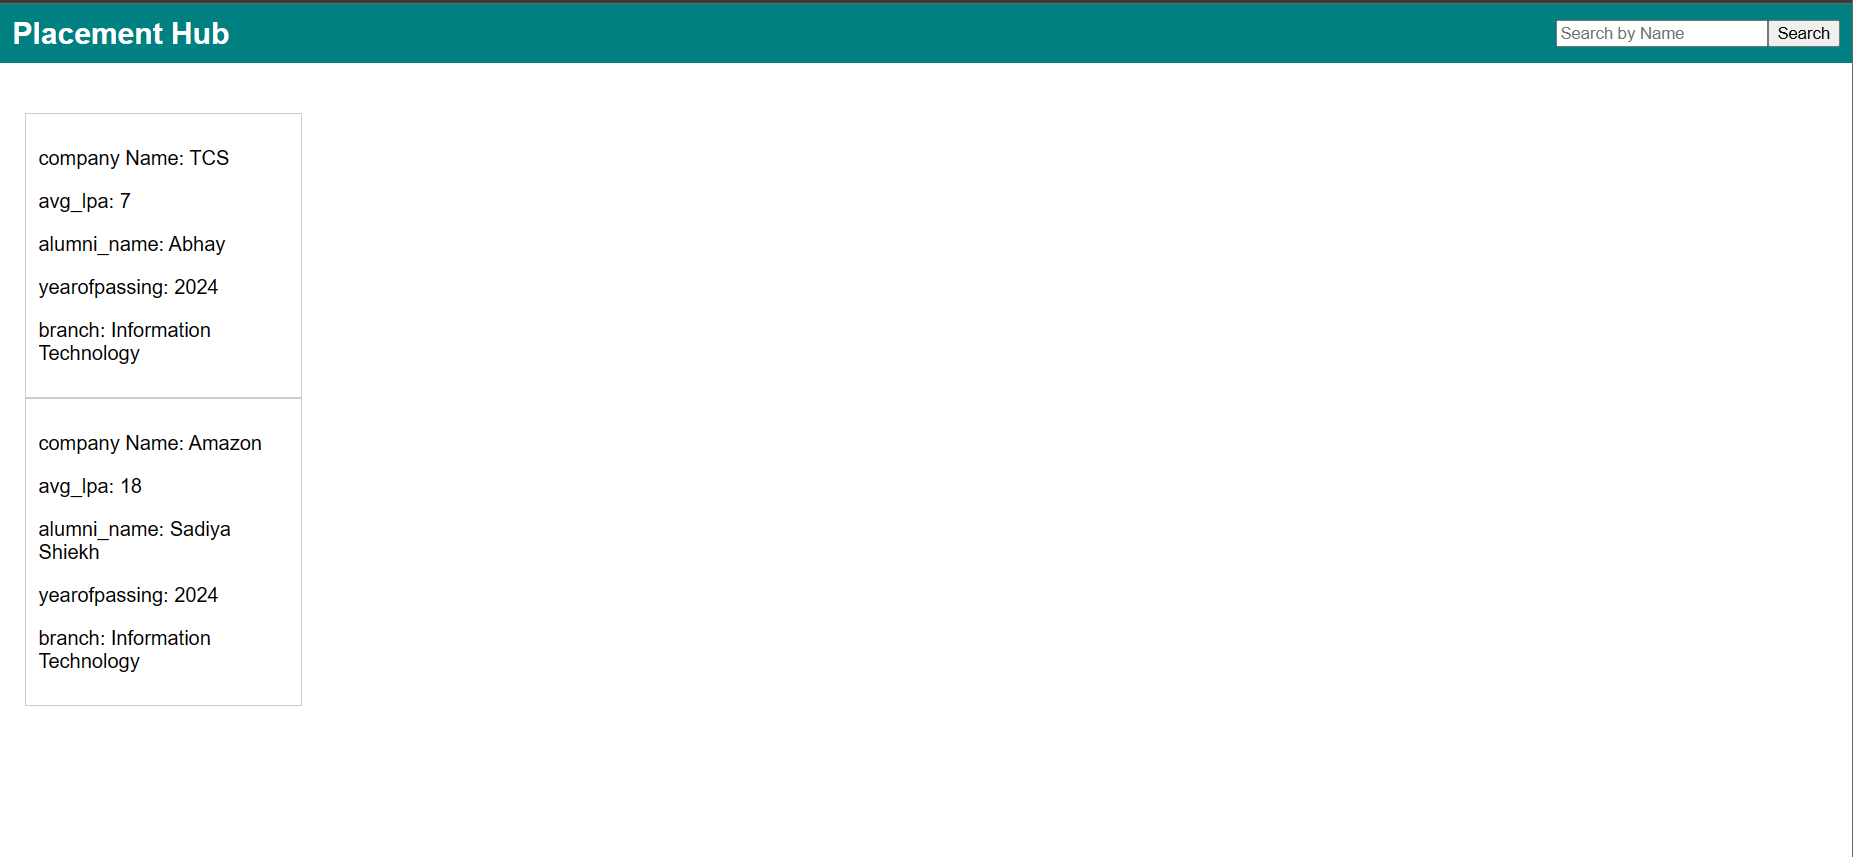 Placement Hub
Search by Name
Search
company Name: TCS
avg_lpa: 7
alumni_name: Abhay
yearofpassing: 2024
branch: Information
Technology
company Name: Amazon
avg_lpa: 18
alumni_name: Sadiya
Shiekh
yearofpassing: 2024
branch: Information
Technology